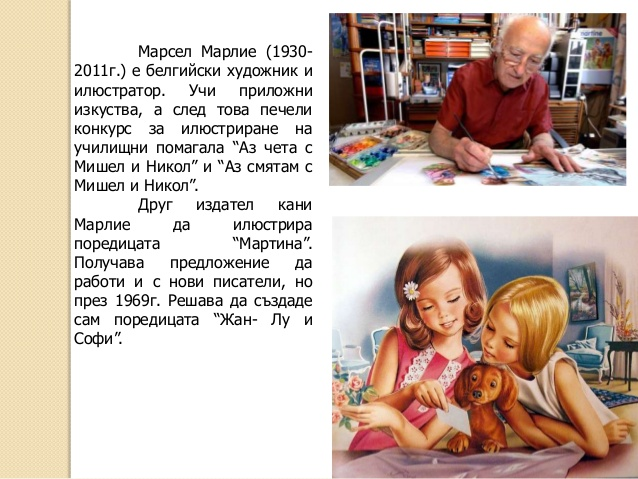 Марсел Марлие (1930-
2011г.) е белгийски художник и
илюстратор. Учи приложни
изкуства, а след това печели
конкурс за илюстриране на
училищни помагала “Аз чета с
Мишел и Никол” и “Аз смятам с
Мишел и Никол”.
Друг издател кани
Марлие да илюстрира
поредицата “Мартина”.
Получава предложение да
работи и с нови писатели, но
през 1969г. Решава да създаде
сам поредицата “Жан- Лу и
Софи”.
martine